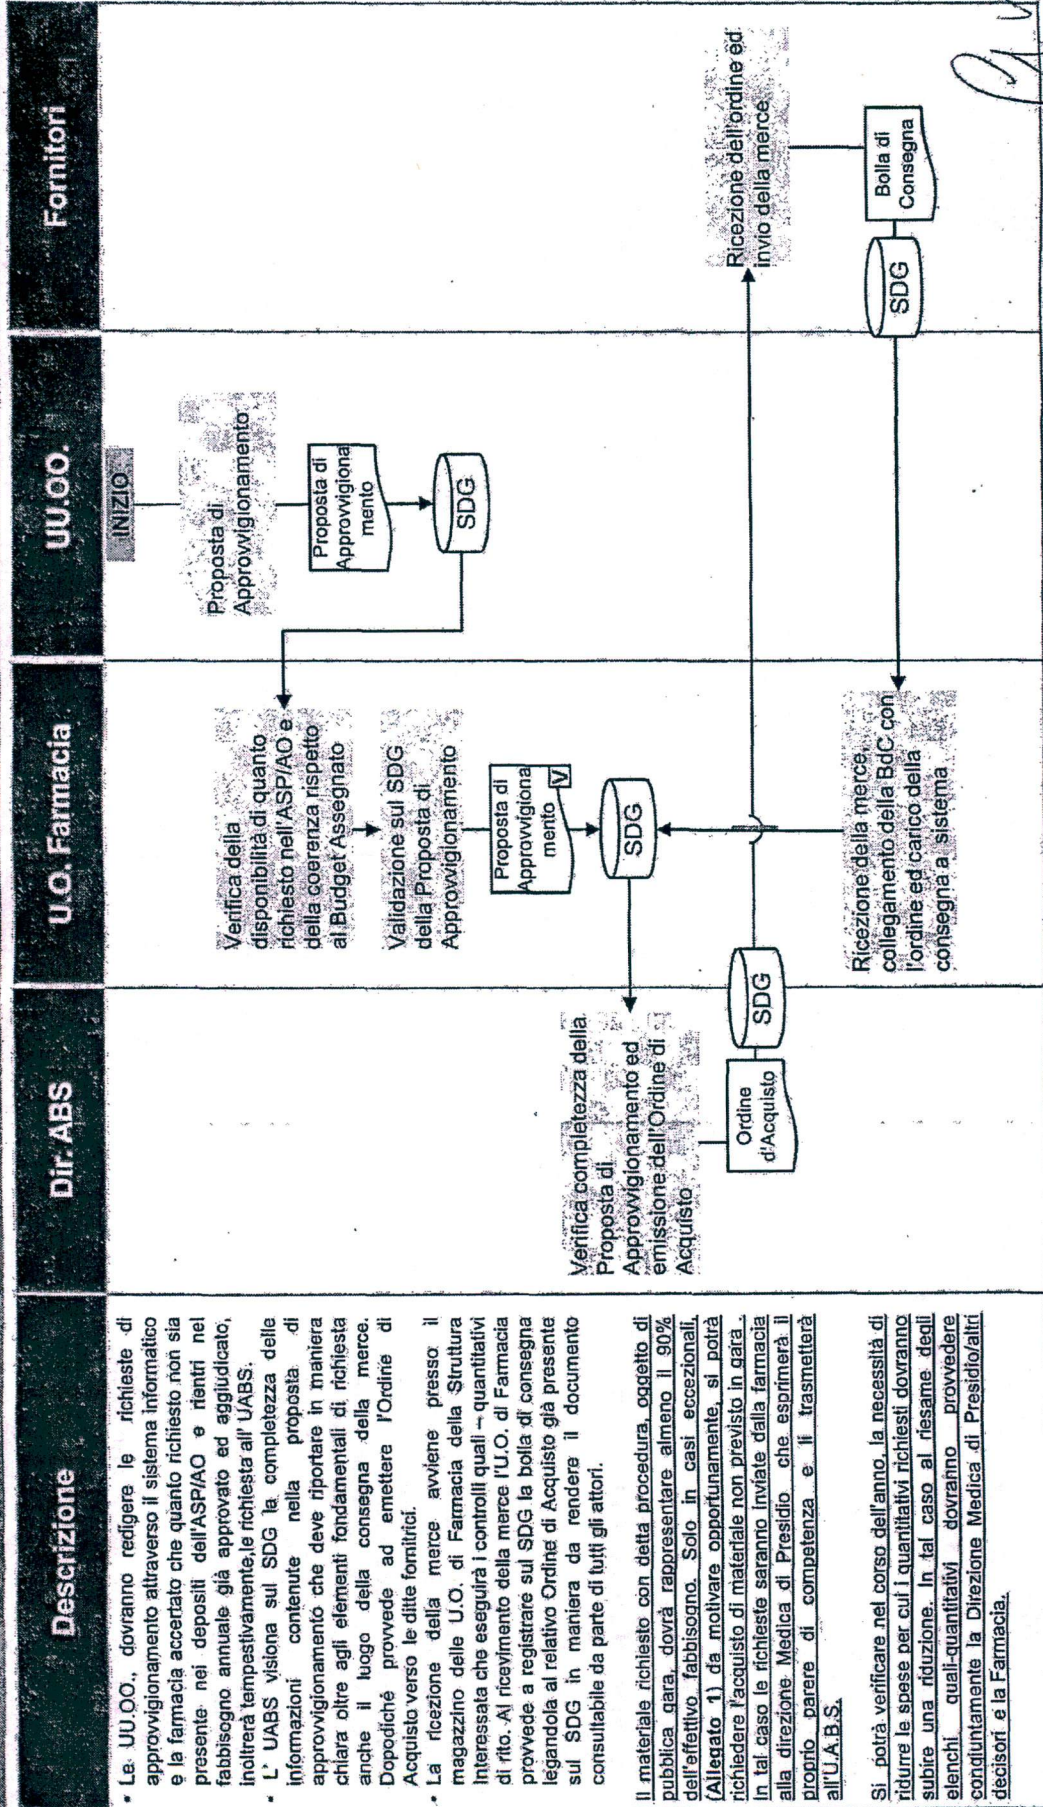 Descrizione
Dir. ABS
U.O. Farmacia
UU.OO.
Fornitori
• Le UU.OO., dovranno redigere le richieste di
approvvigionamento attraverso il sistema informatico
e la farmacia accertato che quanto richiesto non sia
presente nei depositi dell'ASP/AO e rientri nel
fabbisogno annuale già approvato ed aggiudicato,
inoltrerà tempestivamente le richiesta all' UABS.
• L' UABS visiona sul SDG la completezza delle
informazioni contenute nella proposta di
approvvigionamento che deve riportare in maniera
chiara oltre agli elementi fondamentali di richiesta
anche il luogo della consegna della merce.
Dopodichè provvede ad emettere l'Ordine di
Acquisto verso le ditte fornitrici.
• La ricezione della merce avviene presso il
magazzino delle U.O. di Farmacia della Struttura
Interessata che eseguirà i controlli quali – quantitativi
di rito. Al ricevimento della merce l'U.O. di Farmacia
provvede a registrare sul SDG la bolla di consegna
legandola al relativo Ordine di Acquisto già presente
sul SDG in maniera da rendere il documento
consultabile da parte di tutti gli attori.
Il materiale richiesto con detta procedura, oggetto di
pubblica gara, dovrà rappresentare almeno il 90%
dell'effettivo fabbisogno. Solo in casi eccezionali,
(Allegato 1) da motivare opportunamente, si potrà
richiedere l'acquisto di materiale non previsto in gara.
In tal caso le richieste saranno inviate dalla farmacia
alla direzione Medica di Presidio che esprimerà il
proprio parere di competenza e li trasmetterà
all'U.A.B.S.
Si potrà verificare nel corso dell'anno, la necessità di
ridurre le spese per cui i quantitativi richiesti dovranno
subire una riduzione. In tal caso al riesame degli
elenchi quali-quantitativi dovranno provvedere
congiuntamente la Direzione Medica di Presidio/altri
decisori e la Farmacia.
INIZIO
Proposta di
Approvvigionamento
Proposta di
Approvvigiona
mento
SDG
Verifica della
disponibilità di quanto
richiesto nell'ASP/AO e
della coerenza rispetto
al Budget Assegnato
Validazione sul SDG
della Proposta di
Approvvigionamento
Proposta di
Approvvigiona
mento V
SDG
Verifica completezza della
Proposta di
Approvvigionamento ed
emissione dell'Ordine di
Acquisto
Ordine
d'Acquisto
SDG
Ricezione dell'ordine ed
invio della merce
Bolla di
Consegna
SDG
Ricezione della merce,
collegamento della BdC con
l'ordine ed carico della
consegna a sistema